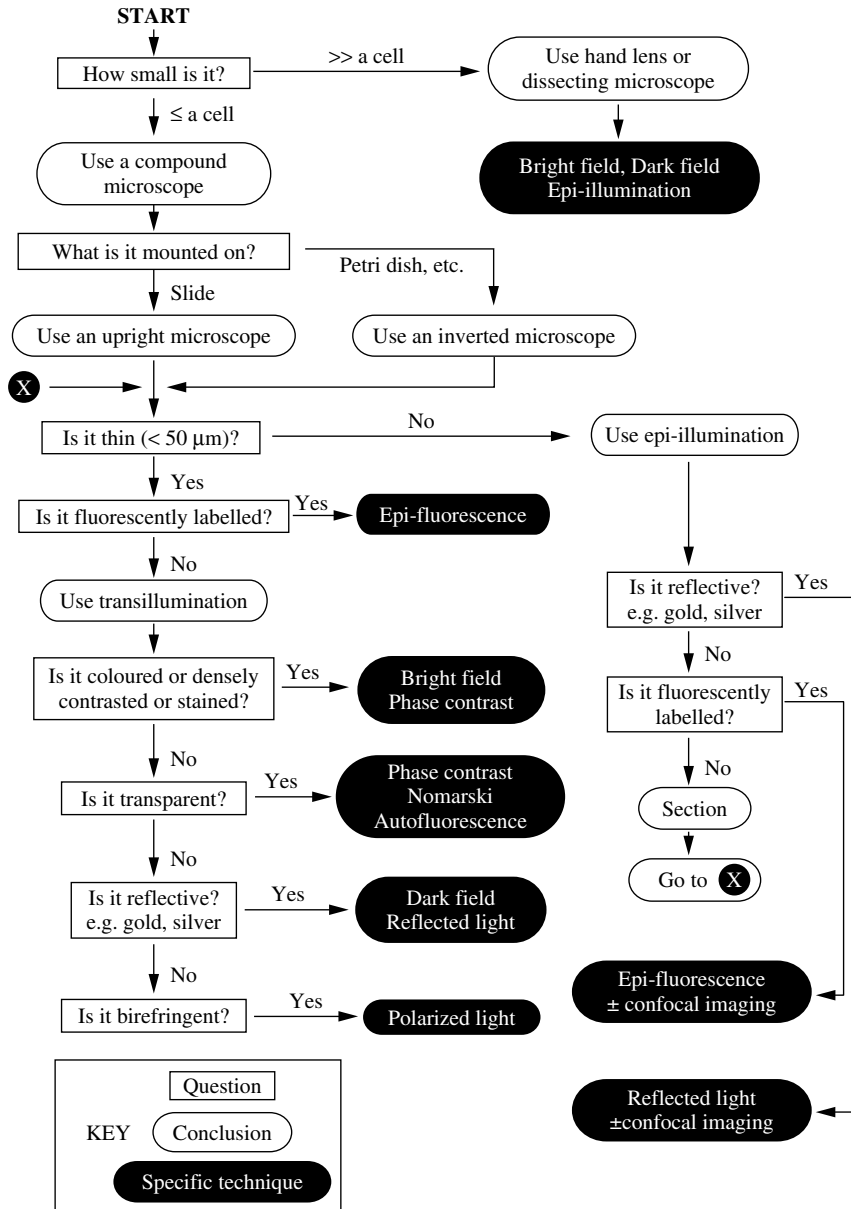 START
How small is it?
>> a cell
Use hand lens or
dissecting microscope
≤ a cell
Bright field, Dark field
Epi-illumination
Use a compound
microscope
What is it mounted on?
Petri dish, etc.
Slide
Use an upright microscope
Use an inverted microscope
X
Is it thin (< 50 μm)?
No
Use epi-illumination
Yes
Is it fluorescently labelled?
Yes
Epi-fluorescence
No
Use transillumination
Is it reflective?
e.g. gold, silver
Yes
No
Is it coloured or densely
contrasted or stained?
Yes
Bright field
Phase contrast
Is it fluorescently
labelled?
Yes
No
No
Is it transparent?
Yes
Phase contrast
Nomarski
Autofluorescence
Section
Go to X
No
Is it reflective?
e.g. gold, silver
Yes
Dark field
Reflected light
No
Is it birefringent?
Yes
Polarized light
Epi-fluorescence
± confocal imaging
Reflected light
±confocal imaging
KEY
Question
Conclusion
Specific technique